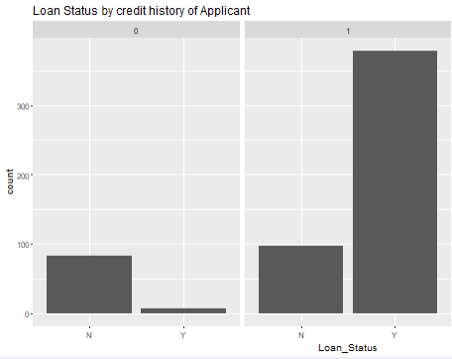 Loan Status by credit history of Applicant
0 1
count
300
200
100
0
N Y N Y
Loan_Status